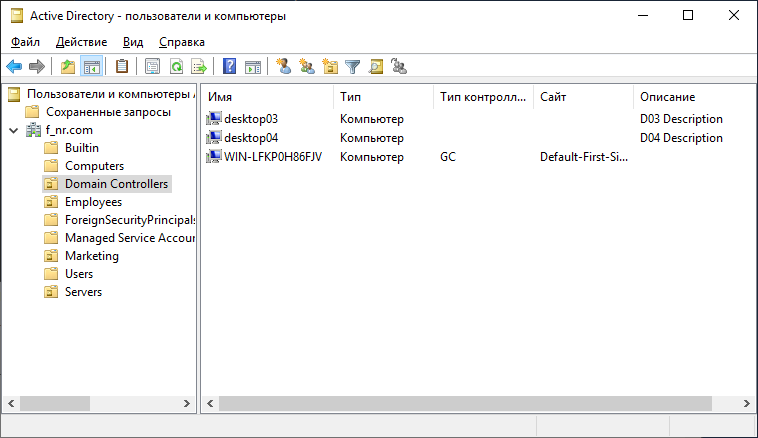 Active Directory - пользователи и компьютеры
Файл Действие Вид Справка
Пользователи и компьютеры
Сохраненные запросы
f_nr.com
Builtin
Computers
Domain Controllers
Employees
ForeignSecurityPrincipals
Managed Service Accour
Marketing
Users
Servers
Имя Тип Тип контролл... Сайт Описание
desktop03 Компьютер D03 Description
desktop04 Компьютер D04 Description
WIN-LFKP0H86FJV Компьютер GC Default-First-Si...